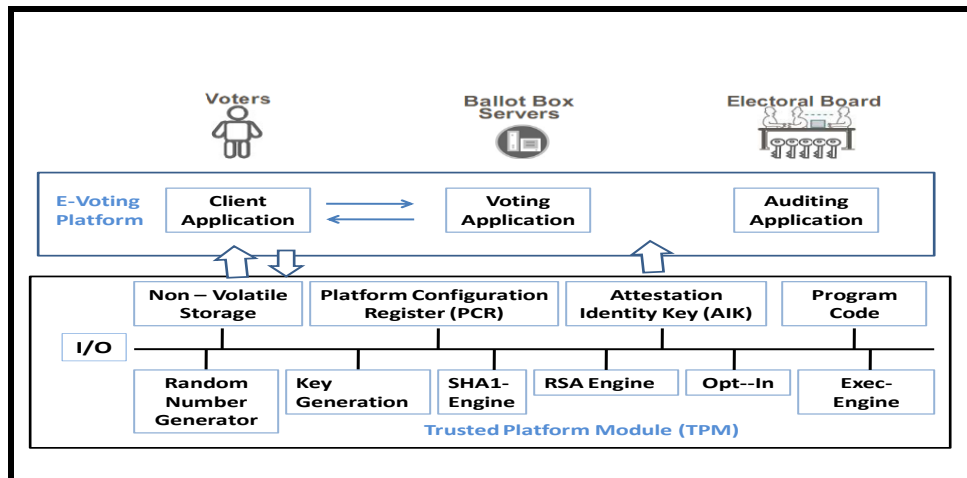 Voters
Ballot Box
Servers
Electoral Board
E-Voting
Platform
Client
Application
Voting
Application
Auditing
Application
Non – Volatile
Storage
Platform Configuration
Register (PCR)
Attestation
Identity Key (AIK)
Program
Code
I/O
Random
Number
Generator
Key
Generation
SHA1-
Engine
RSA Engine
Opt--In
Exec-
Engine
Trusted Platform Module (TPM)